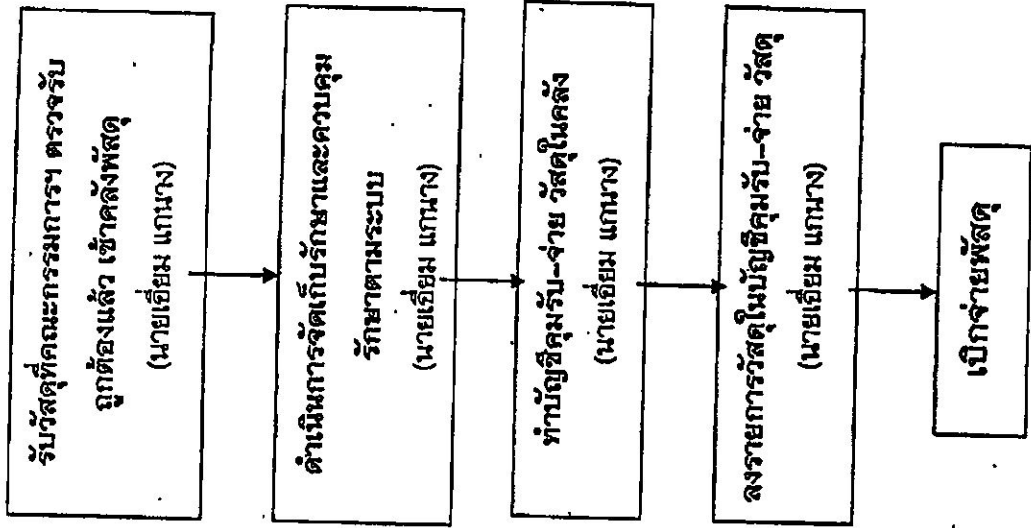 รับวัสดุที่คณะกรรมการฯ ตรวจรับ
ถูกต้องแล้ว เข้าคลังพัสดุ
(นายเอี่ยม แกนาง)
ดำเนินการจัดเก็บรักษาและควบคุม
รักษาตามระบบ
(นายเอี่ยม แกนาง)
ทำบัญชีคุมรับ-จ่าย วัสดุในคลัง
(นายเอี่ยม แกนาง)
ลงรายการวัสดุในบัญชีคุมรับ-จ่าย วัสดุ
(นายเอี่ยม แกนาง)
เบิกจ่ายพัสดุ